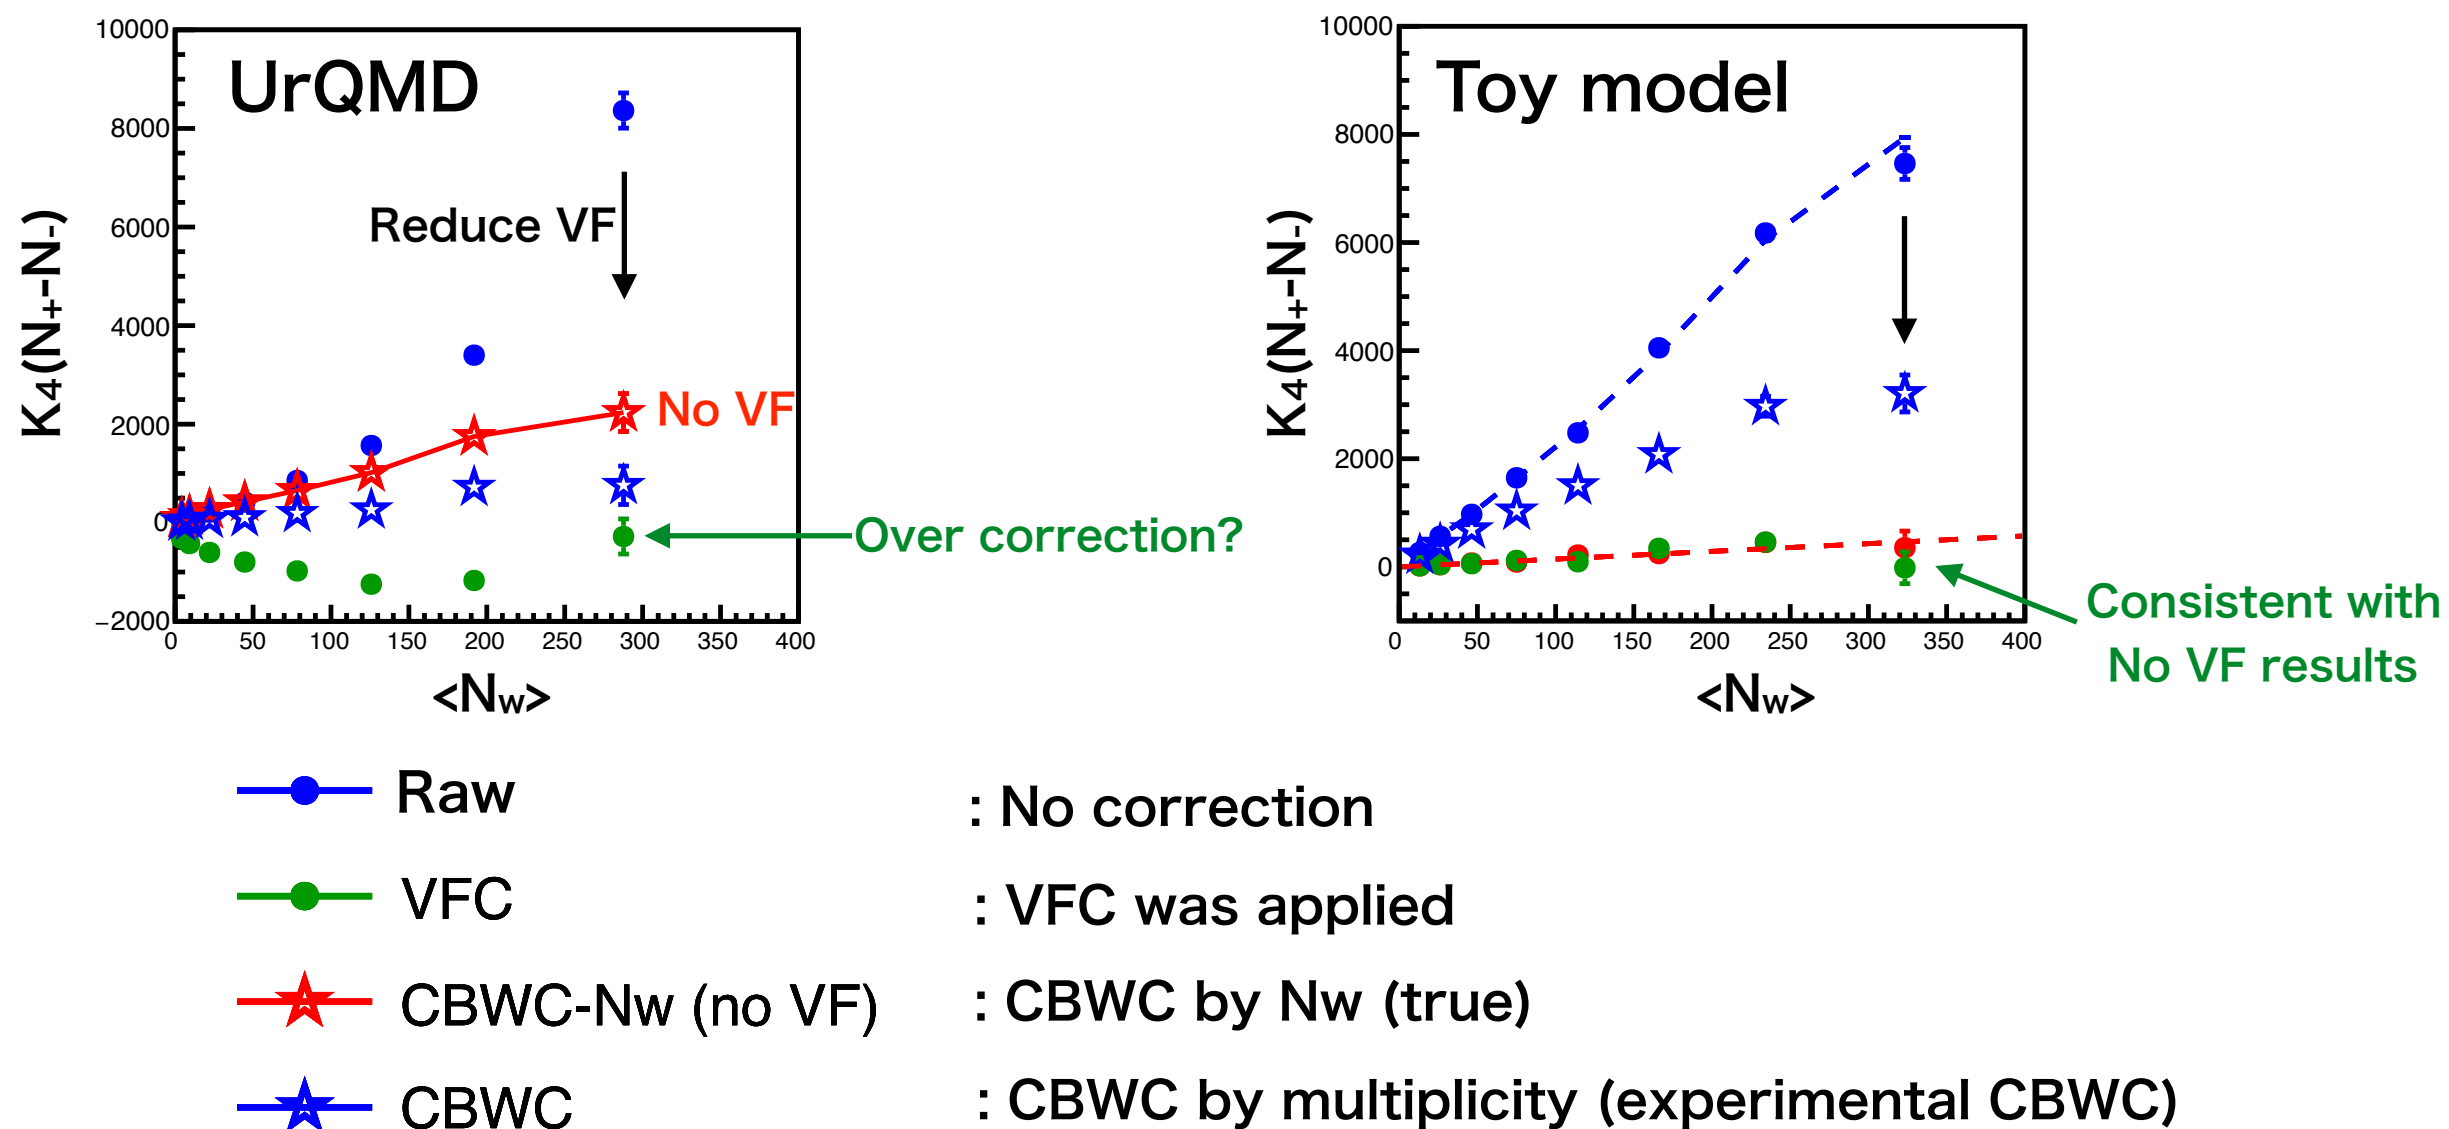 UrQMD
10000
8000
6000
4000
2000
0
−2000
0 50 100 150 200 250 300 350 400
K4(N+-N-)
<Nw>
Reduce VF
No VF
Over correction?
Toy model
10000
8000
6000
4000
2000
0
0 50 100 150 200 250 300 350 400
K4(N+-N-)
<Nw>
Consistent with
No VF results
Raw : No correction
VFC : VFC was applied
CBWC-Nw (no VF) : CBWC by Nw (true)
CBWC : CBWC by multiplicity (experimental CBWC)